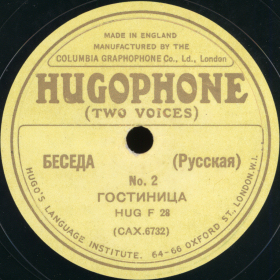 MADE IN ENGLAND
MANUFACTURED BY THE
COLUMBIA GRAPHOPHONE Co., Ld., London
HUGOPHONE
(TWO VOICES)
БЕСЕДА (Русская)
No. 2
ГОСТИНИЦА
HUG F 28
(CAX.6732)
HUGO'S LANGUAGE INSTITUTE. 64-66 OXFORD ST, LONDON.W.1.